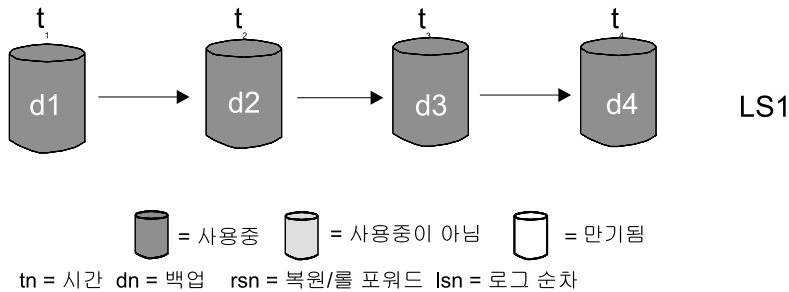 t1 t2 t3 t4
d1 d2 d3 d4 LS1
= 사용중 = 사용중이 아님 = 만기됨
tn = 시간 dn = 백업 rsn = 복원/롤 포워드 lsn = 로그 순차